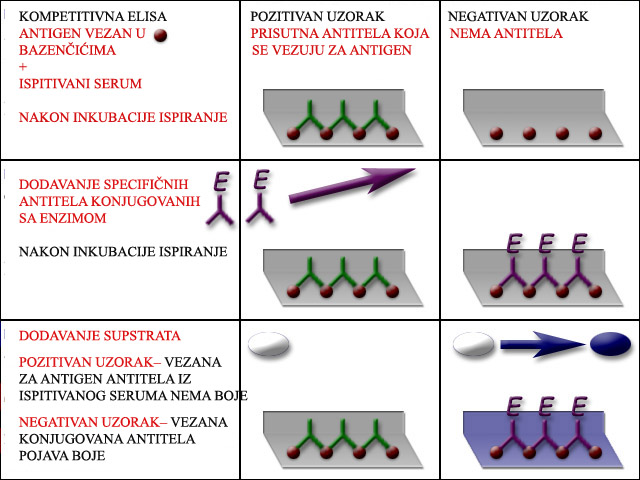 KOMPETITIVNA ELISA
ANTIGEN VEZAN U
BAZENČIĆIMA
+
ISPITIVANI SERUM
NAKON INKUBACIJE ISPIRANJE
POZITIVAN UZORAK
PRISUTNA ANTITELA KOJA
SE VEZUJU ZA ANTIGEN
NEGATIVAN UZORAK
NEMA ANTITELA
DODAVANJE SPECIFIČNIH
ANTITELA KONJUGOVANIH
SA ENZIMOM
NAKON INKUBACIJE ISPIRANJE
E E
E E E
DODAVANJE SUPSTRATA
POZITIVAN UZORAK– VEZANA
ZA ANTIGEN ANTITELA IZ
ISPITIVANOG SERUMA NEMA BOJE
NEGATIVAN UZORAK– VEZANA
KONJUGOVANA ANTITELA
POJAVA BOJE
E E E